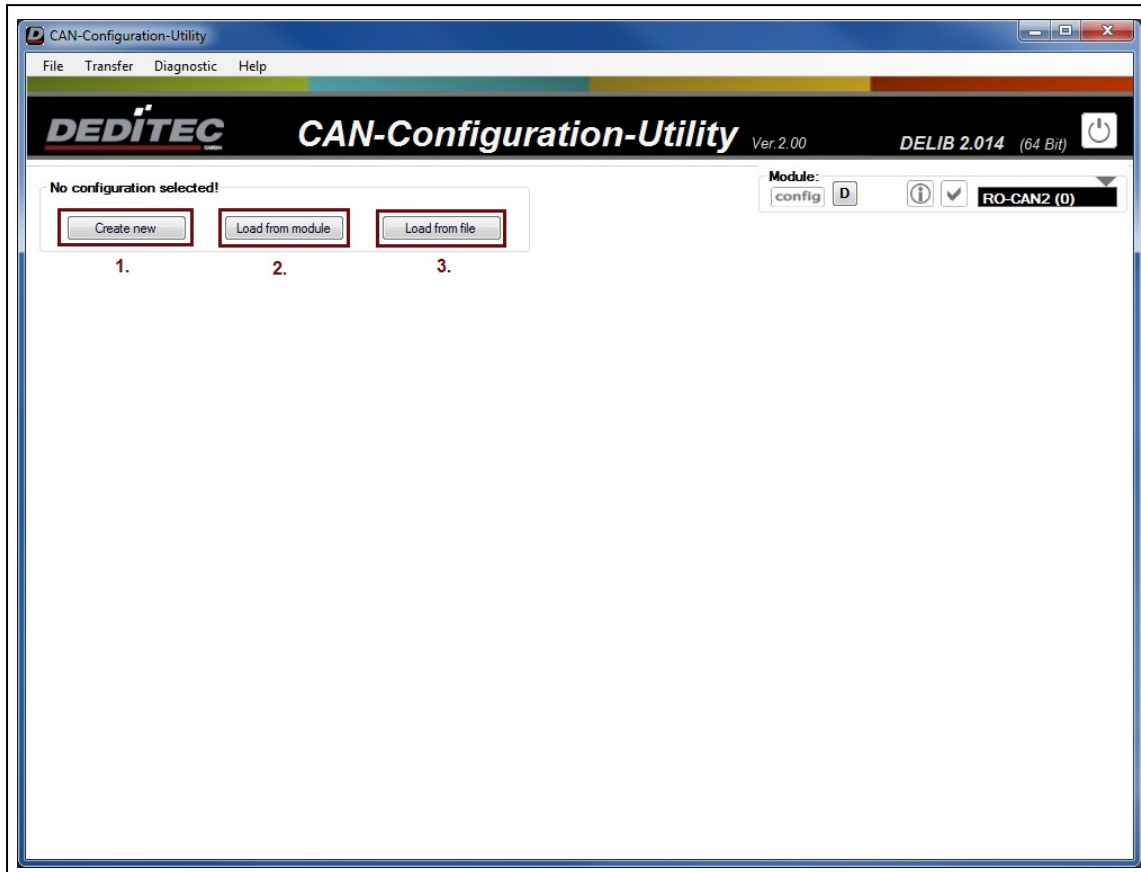 CAN-Configuration-Utility
File Transfer Diagnostic Help
DEDITEC
GMBH
CAN-Configuration-Utility Ver.2.00
DELIB 2.014 (64 Bit)
No configuration selected!
Create new Load from module Load from file
1. 2. 3.
Module:
config D RO-CAN2 (0)